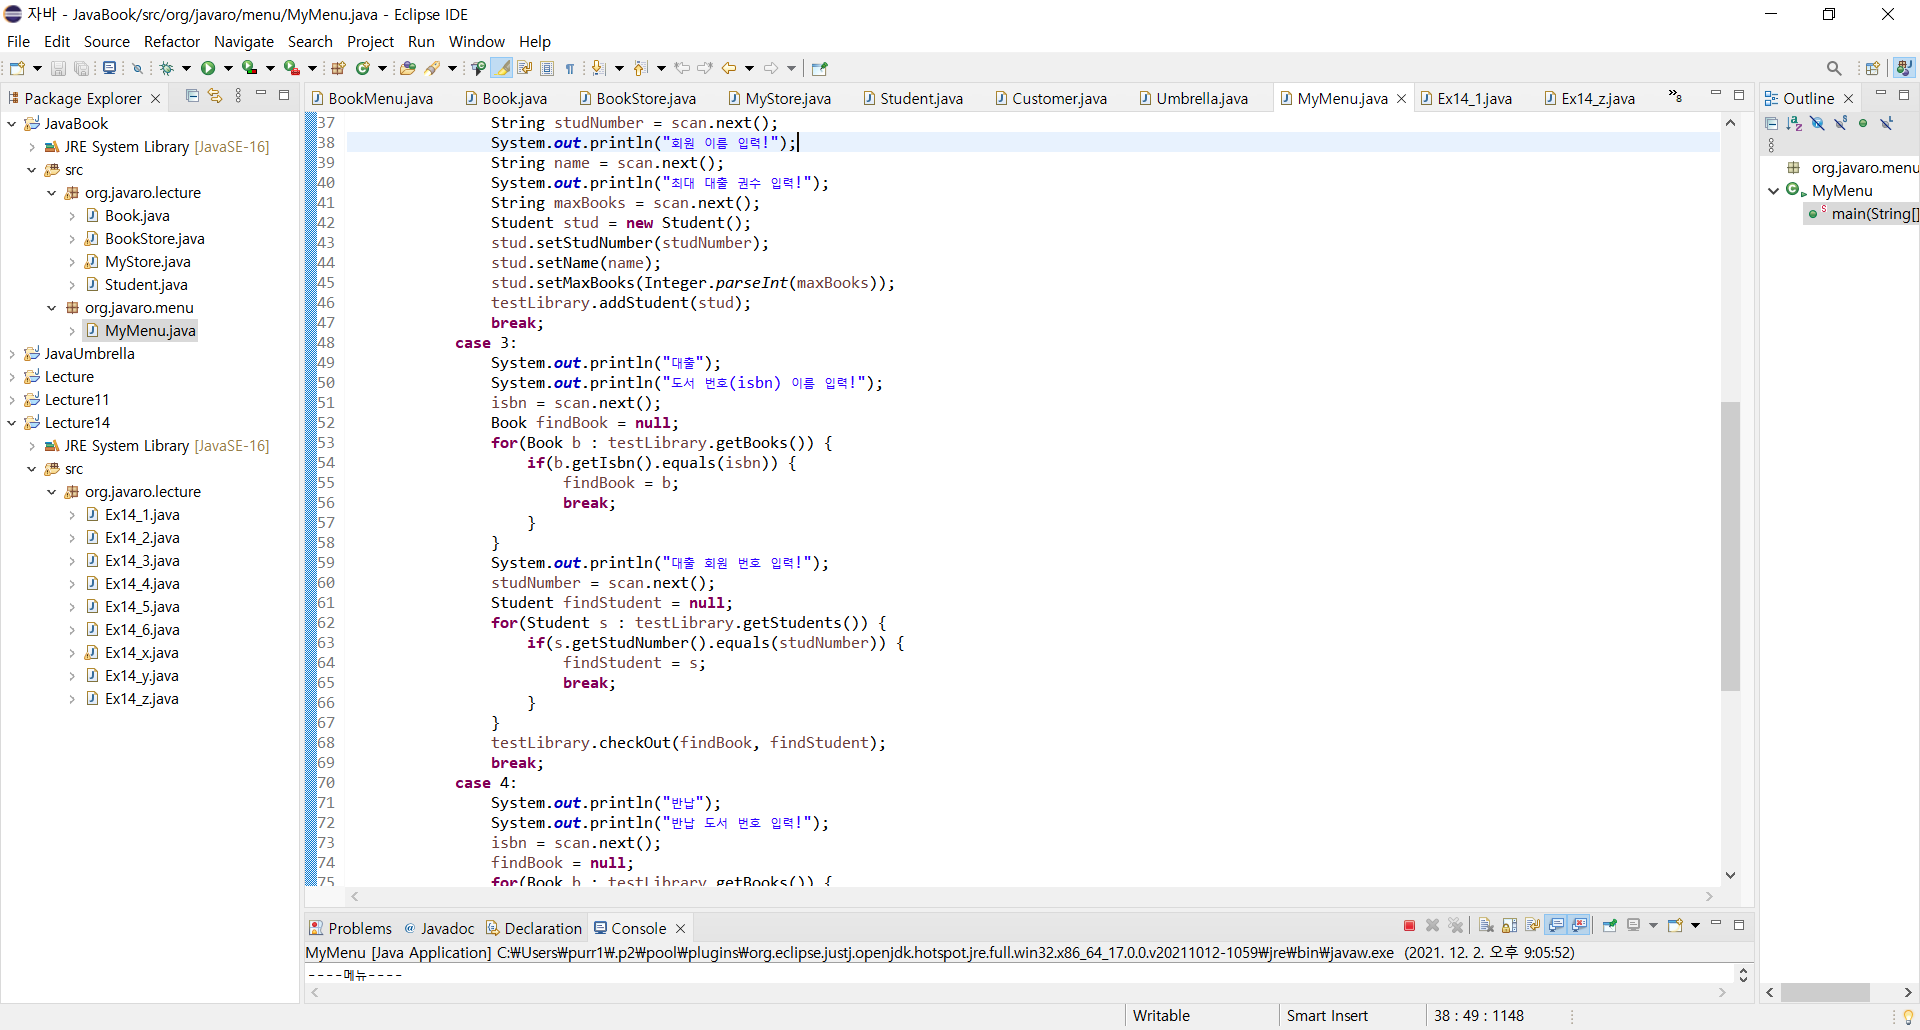 자바 - JavaBook/src/org/javaro/menu/MyMenu.java - Eclipse IDE
File Edit Source Refactor Navigate Search Project Run Window Help
Package Explorer
JavaBook
JRE System Library [JavaSE-16]
src
org.javaro.lecture
Book.java
BookStore.java
MyStore.java
Student.java
org.javaro.menu
MyMenu.java
JavaUmbrella
Lecture
Lecture11
Lecture14
JRE System Library [JavaSE-16]
src
org.javaro.lecture
Ex14_1.java
Ex14_2.java
Ex14_3.java
Ex14_4.java
Ex14_5.java
Ex14_6.java
Ex14_x.java
Ex14_y.java
Ex14_z.java
BookMenu.java Book.java BookStore.java MyStore.java Student.java Customer.java Umbrella.java MyMenu.java Ex14_1.java Ex14_z.java »8
37 String studNumber = scan.next();
38 System.out.println("회원 이름 입력!");
39 String name = scan.next();
40 System.out.println("최대 대출 권수 입력!");
41 String maxBooks = scan.next();
42 Student stud = new Student();
43 stud.setStudNumber(studNumber);
44 stud.setName(name);
45 stud.setMaxBooks(Integer.parseInt(maxBooks));
46 testLibrary.addStudent(stud);
47 break;
48 case 3:
49 System.out.println("대출");
50 System.out.println("도서 번호(isbn) 이름 입력!");
51 isbn = scan.next();
52 Book findBook = null;
53 for(Book b : testLibrary.getBooks()) {
54 if(b.getIsbn().equals(isbn)) {
55 findBook = b;
56 break;
57 }
58 }
59 System.out.println("대출 회원 번호 입력!");
60 studNumber = scan.next();
61 Student findStudent = null;
62 for(Student s : testLibrary.getStudents()) {
63 if(s.getStudNumber().equals(studNumber)) {
64 findStudent = s;
65 break;
66 }
67 }
68 testLibrary.checkOut(findBook, findStudent);
69 break;
70 case 4:
71 System.out.println("반납");
72 System.out.println("반납 도서 번호 입력!");
73 isbn = scan.next();
74 findBook = null;
75 for(Book b : testLibrary.getBooks()) {
Outline
org.javaro.menu
MyMenu
main(String[]
Problems Javadoc Declaration Console
MyMenu [Java Application] C:₩Users₩purr1₩.p2₩pool₩plugins₩org.eclipse.justj.openjdk.hotspot.jre.full.win32.x86_64_17.0.0.v20211012-1059₩jre₩bin₩javaw.exe (2021. 12. 2. 오후 9:05:52)
----메뉴----
Writable Smart Insert 38 : 49 : 1148